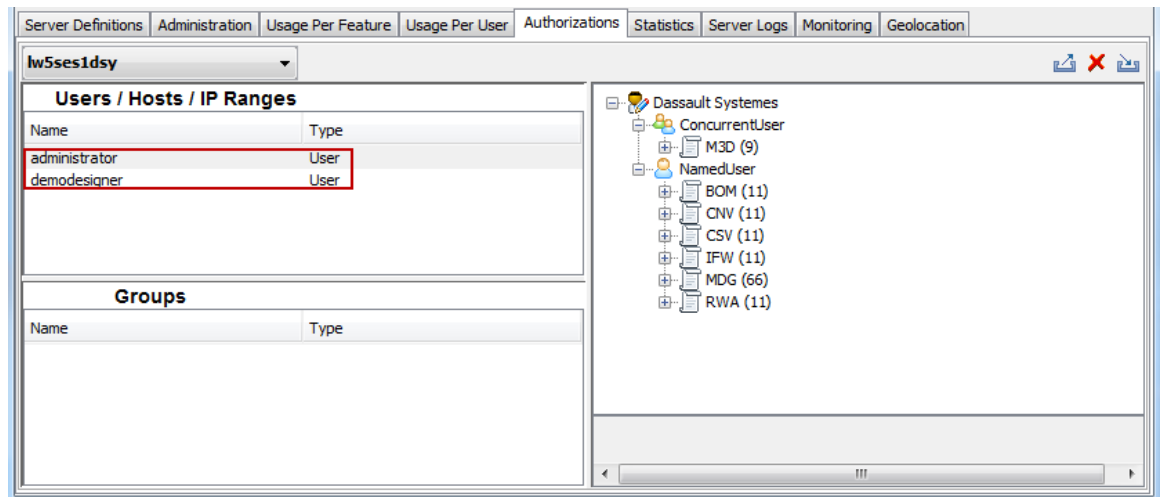 Server Definitions Administration Usage Per Feature Usage Per User Authorizations Statistics Server Logs Monitoring Geolocation
lw5ses1dsy
Users / Hosts / IP Ranges
Name Type
administrator User
demodesigner User
Groups
Name Type
Dassault Systemes
ConcurrentUser
M3D (9)
NamedUser
BOM (11)
CNV (11)
CSV (11)
IFW (11)
MDG (66)
RWA (11)